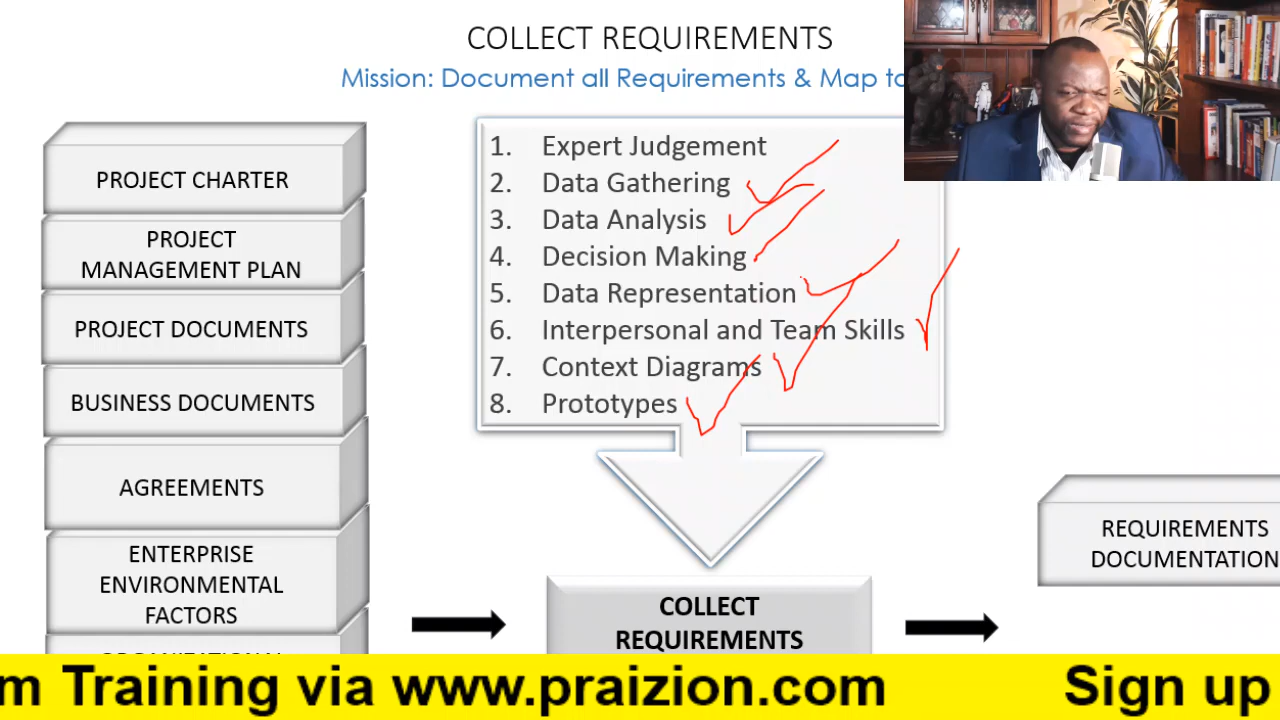 COLLECT REQUIREMENTS
Mission: Document all Requirements & Map to
1. Expert Judgement
2. Data Gathering
3. Data Analysis
4. Decision Making
5. Data Representation
6. Interpersonal and Team Skills
7. Context Diagrams
8. Prototypes
PROJECT CHARTER
PROJECT
MANAGEMENT PLAN
PROJECT DOCUMENTS
BUSINESS DOCUMENTS
AGREEMENTS
ENTERPRISE
ENVIRONMENTAL
FACTORS
COLLECT
REQUIREMENTS
REQUIREMENTS
DOCUMENTATION
m Training via www.praizion.com Sign up